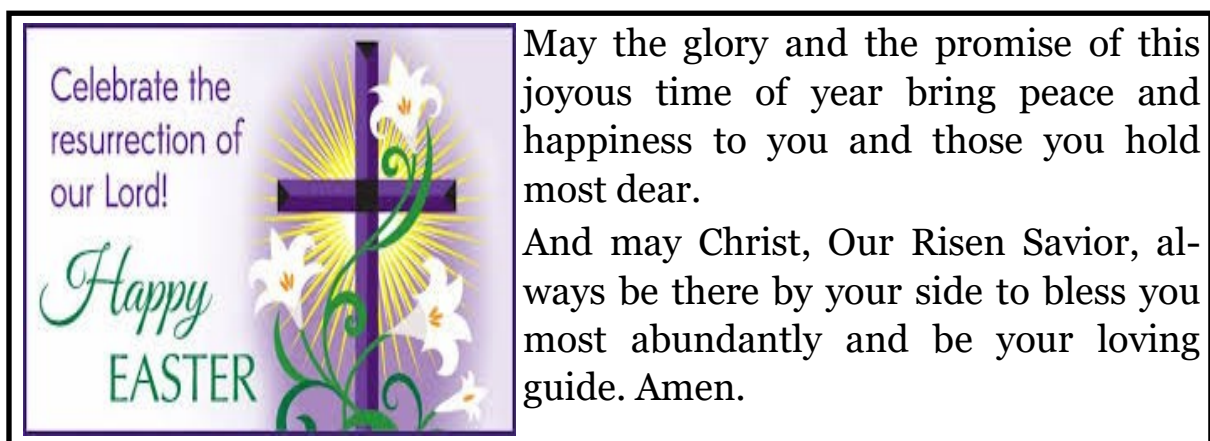 Celebrate the
resurrection of
our Lord!
Happy
EASTER
May the glory and the promise of this
joyous time of year bring peace and
happiness to you and those you hold
most dear.
And may Christ, Our Risen Savior, al-
ways be there by your side to bless you
most abundantly and be your loving
guide. Amen.